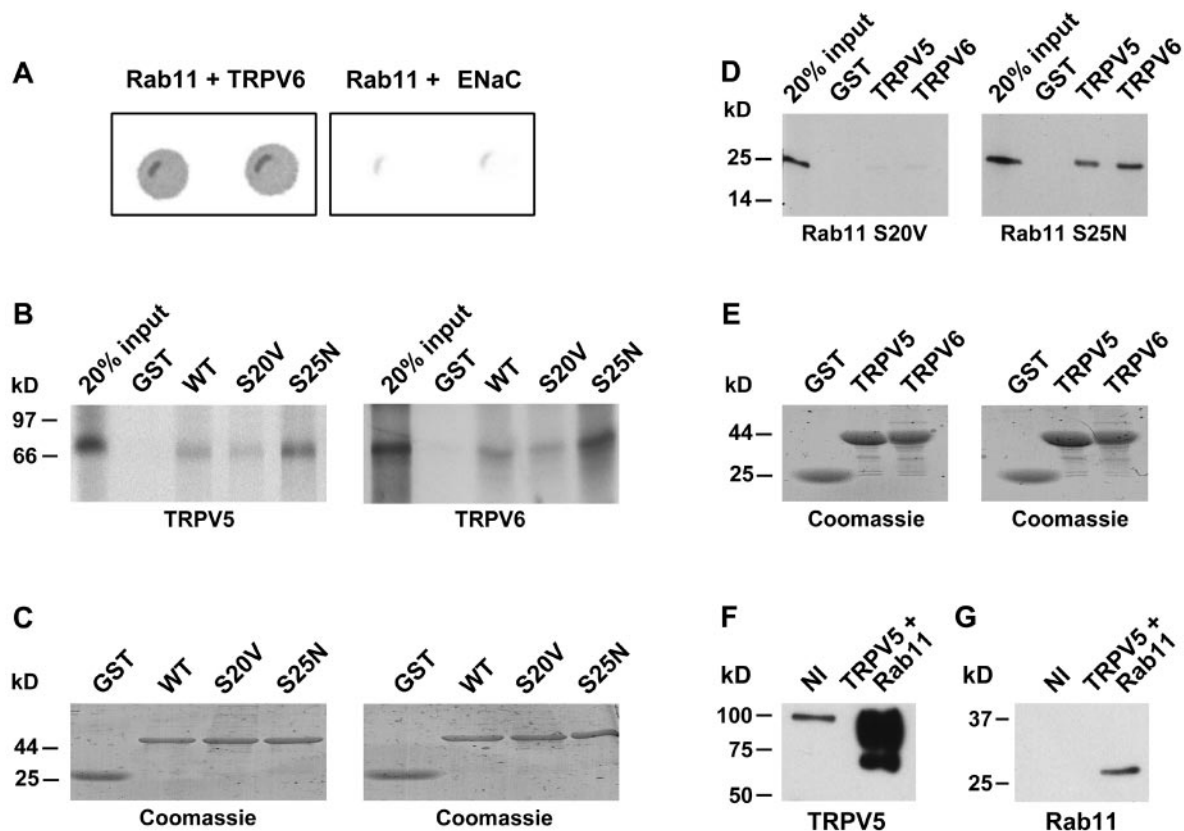 A
Rab11 + TRPV6
Rab11 + ENaC
B
kD
20% input
GST
WT
S20V
S25N
20% input
GST
WT
S20V
S25N
97
66
TRPV5
TRPV6
C
kD
GST
WT
S20V
S25N
GST
WT
S20V
S25N
44
25
Coomassie
Coomassie
D
kD
20% input
GST
TRPV5
TRPV6
20% input
GST
TRPV5
TRPV6
25
14
Rab11 S20V
Rab11 S25N
E
kD
GST
TRPV5
TRPV6
GST
TRPV5
TRPV6
44
25
Coomassie
Coomassie
F
kD
NI
TRPV5 +
Rab11
100
75
50
TRPV5
G
kD
NI
TRPV5 +
Rab11
37
25
Rab11